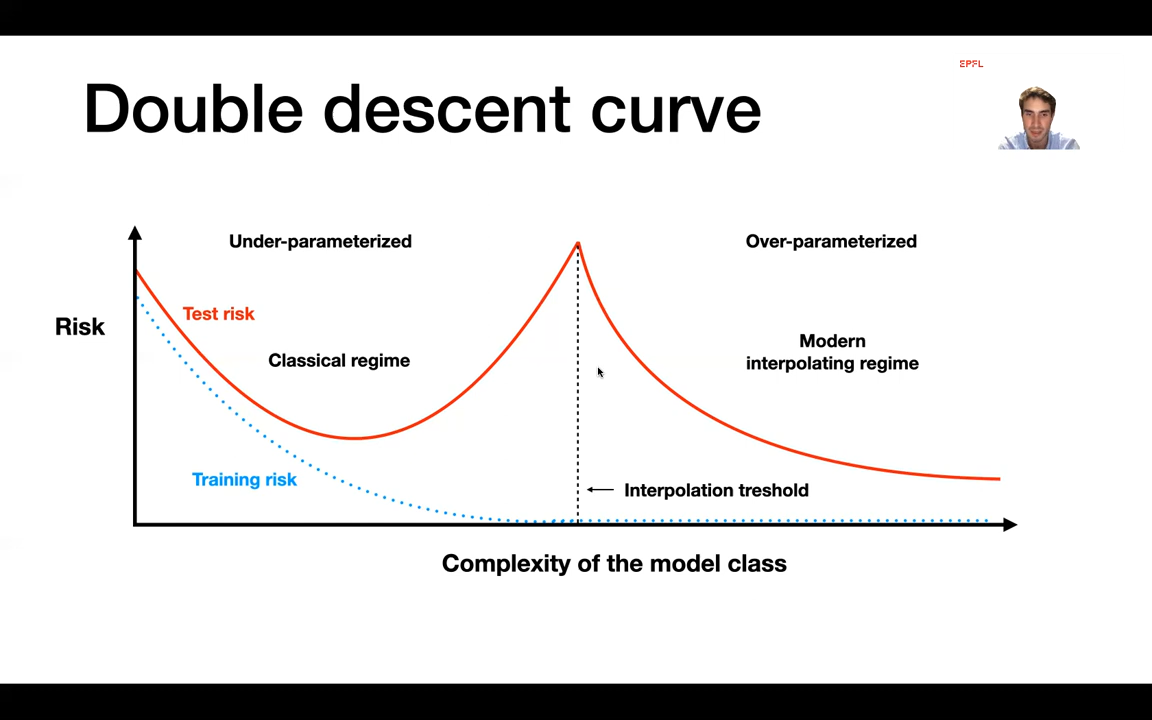 EPFL
Double descent curve
Under-parameterized
Over-parameterized
Test risk
Risk
Classical regime
Modern
interpolating regime
Training risk
Interpolation treshold
Complexity of the model class